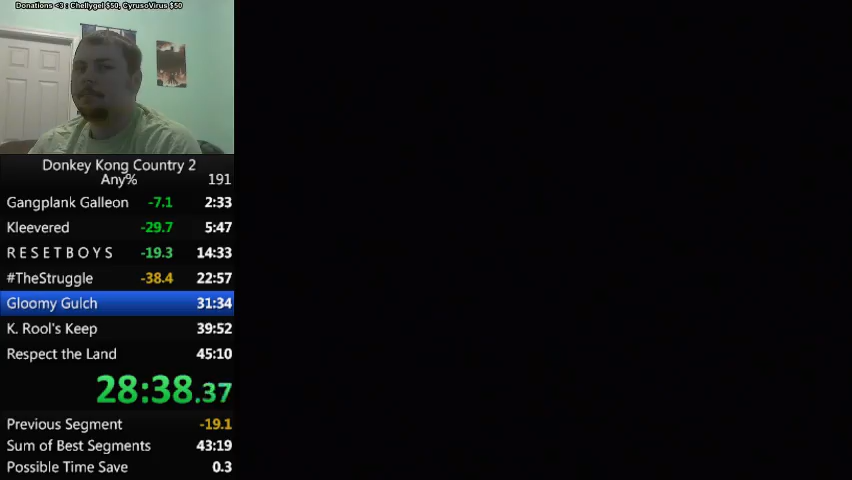 Donations <3 : Chellygel $50, CyrusoVirus $50
Donkey Kong Country 2
Any% 191
Gangplank Galleon -7.1 2:33
Kleevered -29.7 5:47
R E S E T B O Y S -19.3 14:33
#TheStruggle -38.4 22:57
Gloomy Gulch 31:34
K. Rool's Keep 39:52
Respect the Land 45:10
28:38.37
Previous Segment -19.1
Sum of Best Segments 43:19
Possible Time Save 0.3